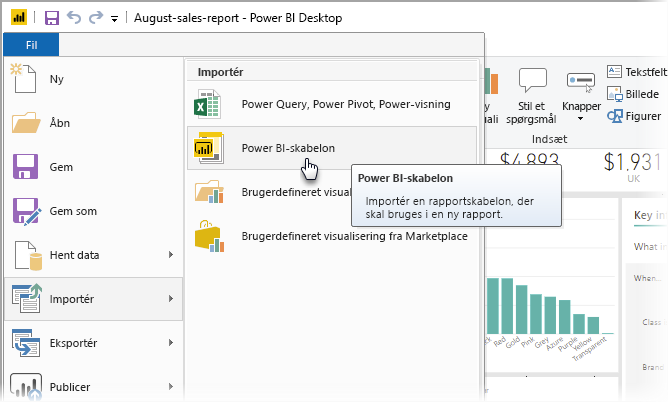 August-sales-report - Power BI Desktop
Fil
Ny
Åbn
Gem
Gem som
Hent data
Importér
Eksportér
Publicer
Importér
Power Query, Power Pivot, Power-visning
Power BI-skabelon
Brugerdefineret
Brugerdefineret visualisering fra Marketplace
Power BI-skabelon
Importér en rapportskabelon, der
skal bruges i en ny rapport.
Stil et
spørgsmål
Knapper
Tekstfelt
Billede
Figurer
Indsæt
$4,893
$1,931
UK
Red
Gold
Pink
Grey
Azure
Purple
Yellow
Transparent
Key in
What in
When...
Class
Brand